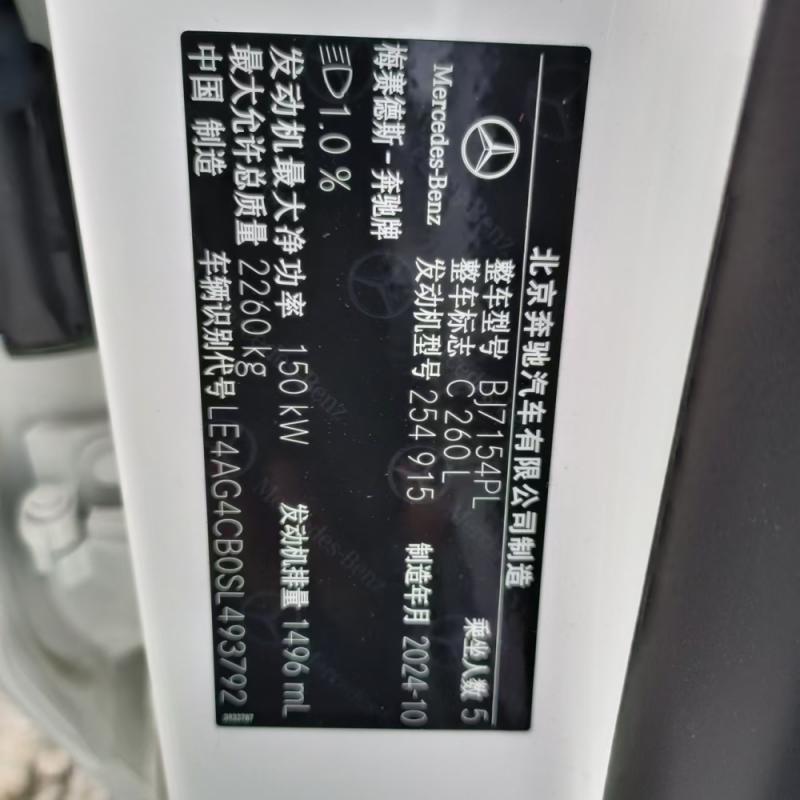 北京奔驰汽车有限公司制造
Mercedes-Benz
梅赛德斯-奔驰牌
整车型号 BJ7154PL
整车标志 C 260 L
乘坐人数 5
发动机型号 254 915
制造年月 2024-10
1.0 %
发动机最大净功率 150 kW
发动机排量 1496 mL
最大允许总质量 2260 kg
中国 制造
车辆识别代号 LE4AG4CB0SL493792